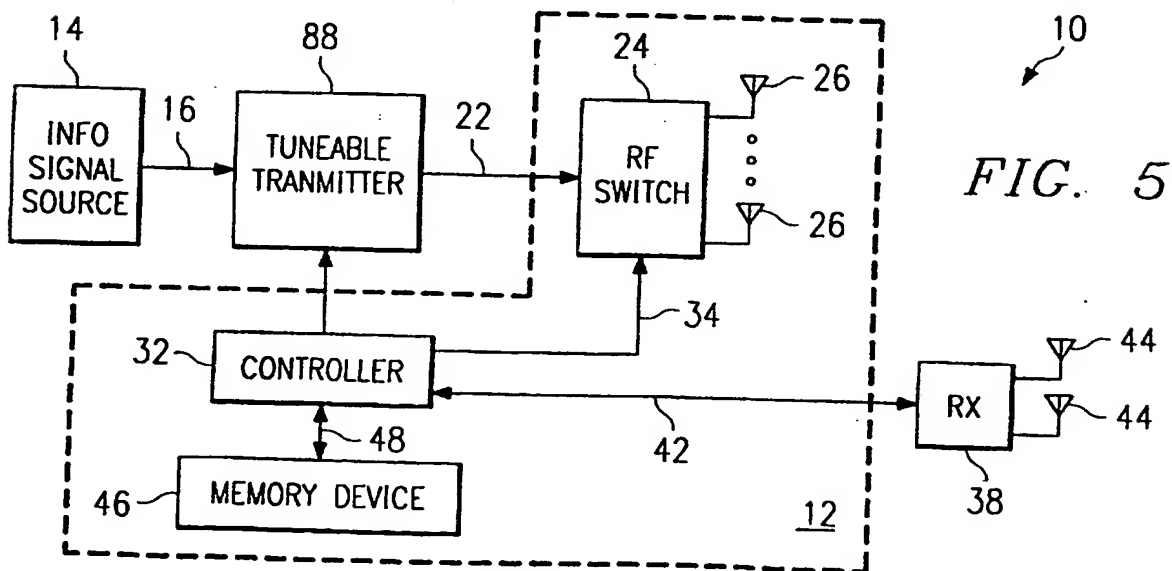 14
INFO
SIGNAL
SOURCE
16
88
TUNEABLE
TRANMITTER
22
24
RF
SWITCH
26
26
10
FIG. 5
34
32
CONTROLLER
48
46
MEMORY DEVICE
42
12
RX
38
44
44